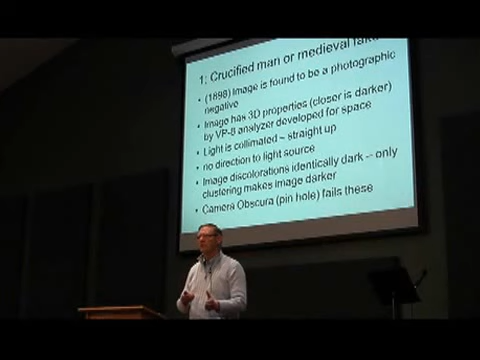 1: Crucified man or medieval fake
• (1898) Image is found to be a photographic
negative
• Image has 3D properties (closer is darker)
by VP-8 analyzer developed for space
• Light is collimated ~ straight up
• no direction to light source
• Image discolorations identically dark -- only
clustering makes image darker
• Camera Obscura (pin hole) fails these